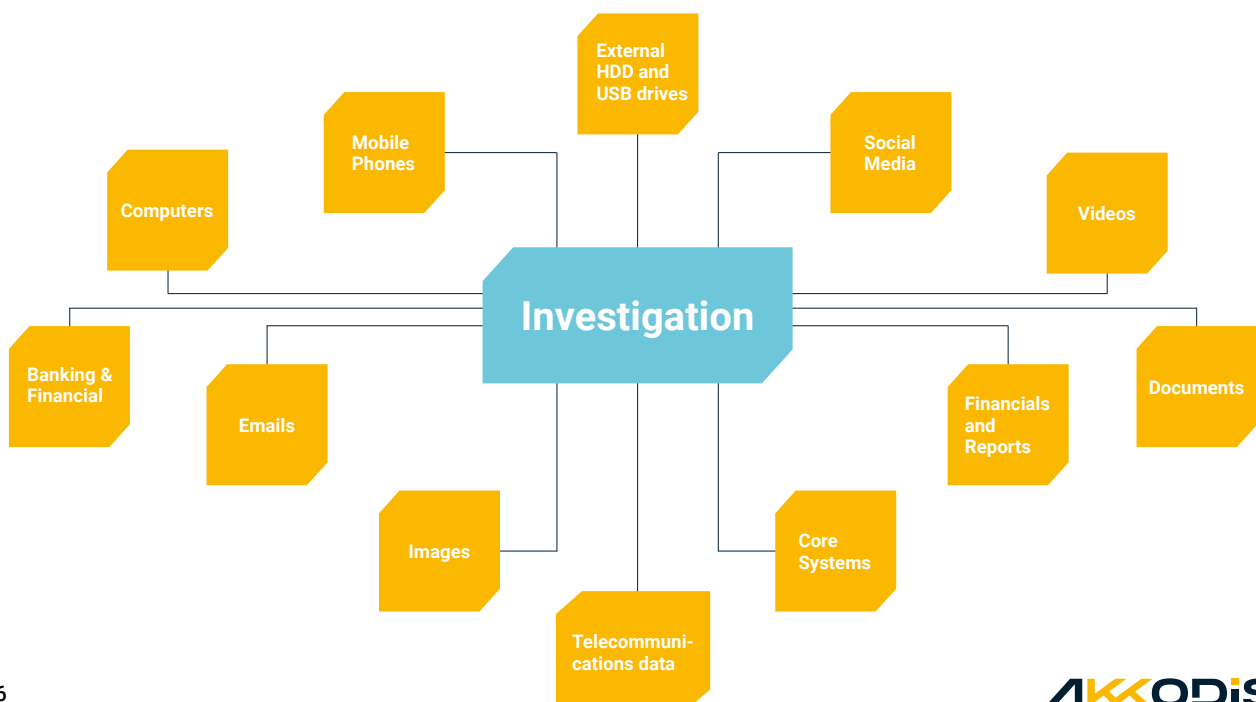 External
HDD and
USB drives
Mobile
Phones
Social
Media
Computers
Videos
Investigation
Banking &
Financial
Emails
Financials
and
Reports
Documents
Images
Core
Systems
Telecommuni-
cations data
6
AKKODiS